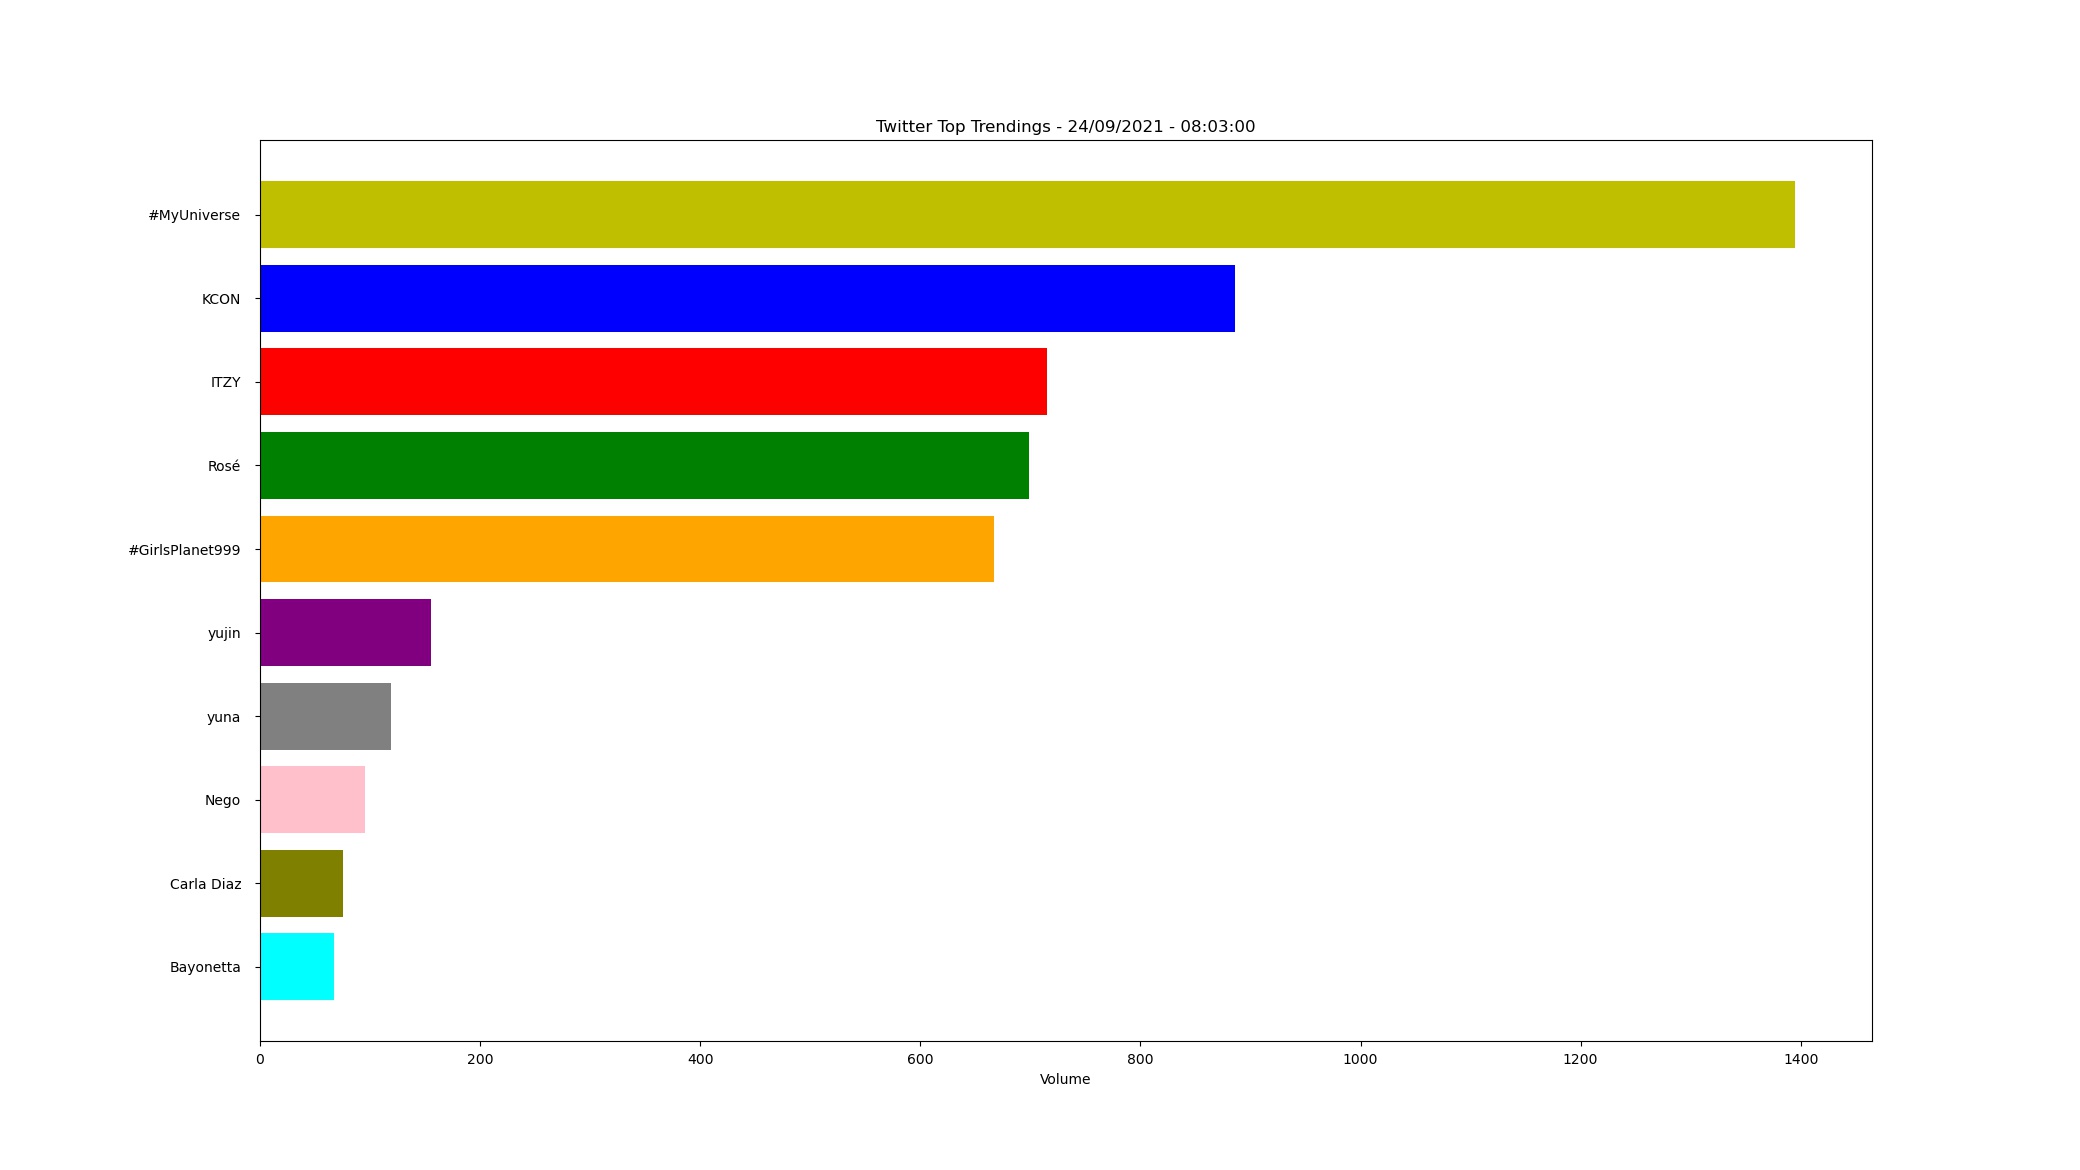 Twitter Top Trendings - 24/09/2021 - 08:03:00
#MyUniverse
KCON
ITZY
Rosé
#GirlsPlanet999
yujin
yuna
Nego
Carla Diaz
Bayonetta
0 200 400 600 800 1000 1200 1400
Volume